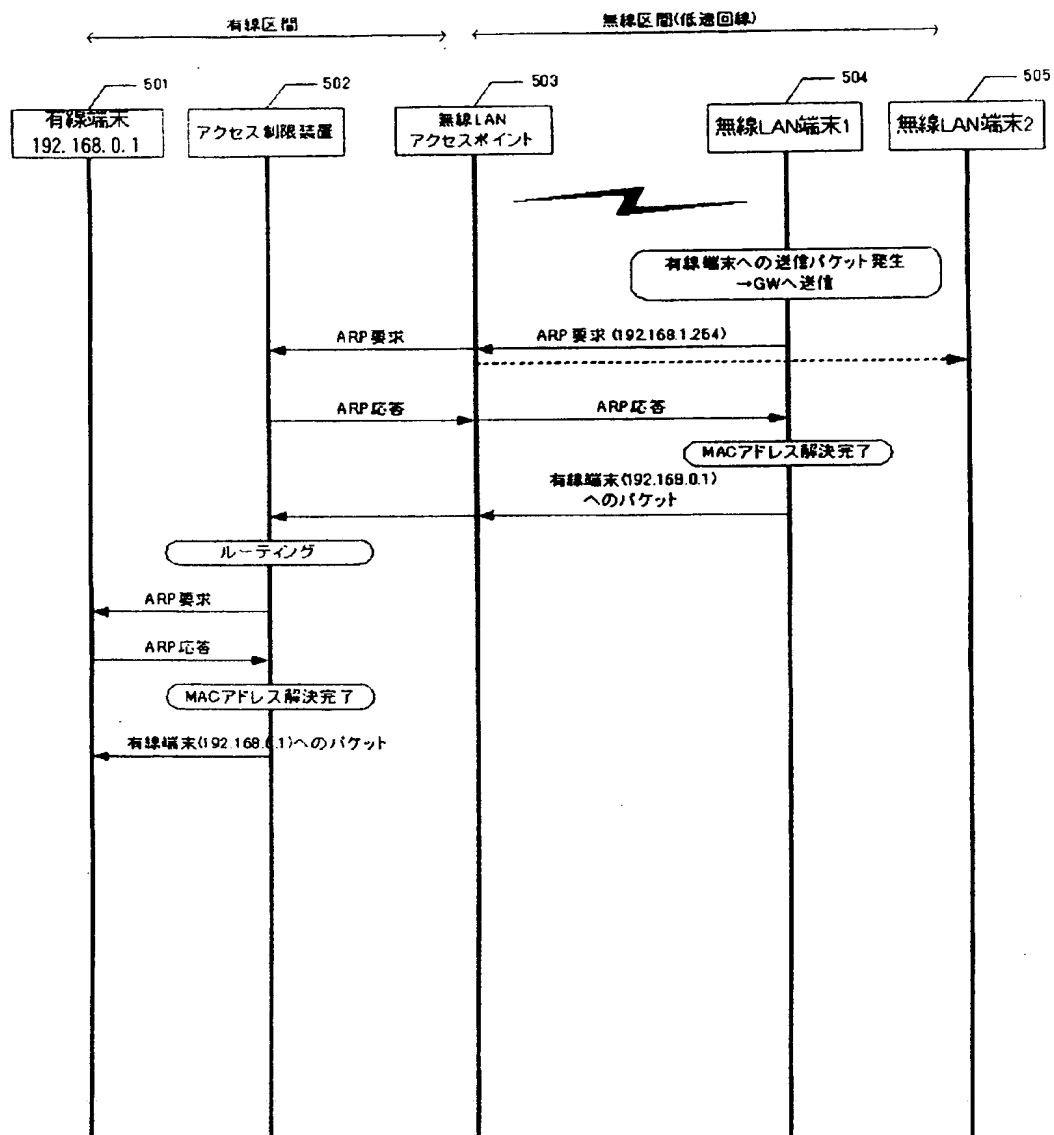 有線区間
無線区間(低速回線)
501
502
503
504
505
有線端末
192.168.0.1
アクセス制限装置
無線LAN
アクセスポイント
無線LAN端末1
無線LAN端末2
有線端末への送信パケット発生
→GWへ送信
ARP要求
ARP要求(192.168.1.254)
ARP応答
ARP応答
MACアドレス解決完了
有線端末(192.168.0.1)
へのパケット
ルーティング
ARP要求
ARP応答
MACアドレス解決完了
有線端末(192.168.0.1)へのパケット